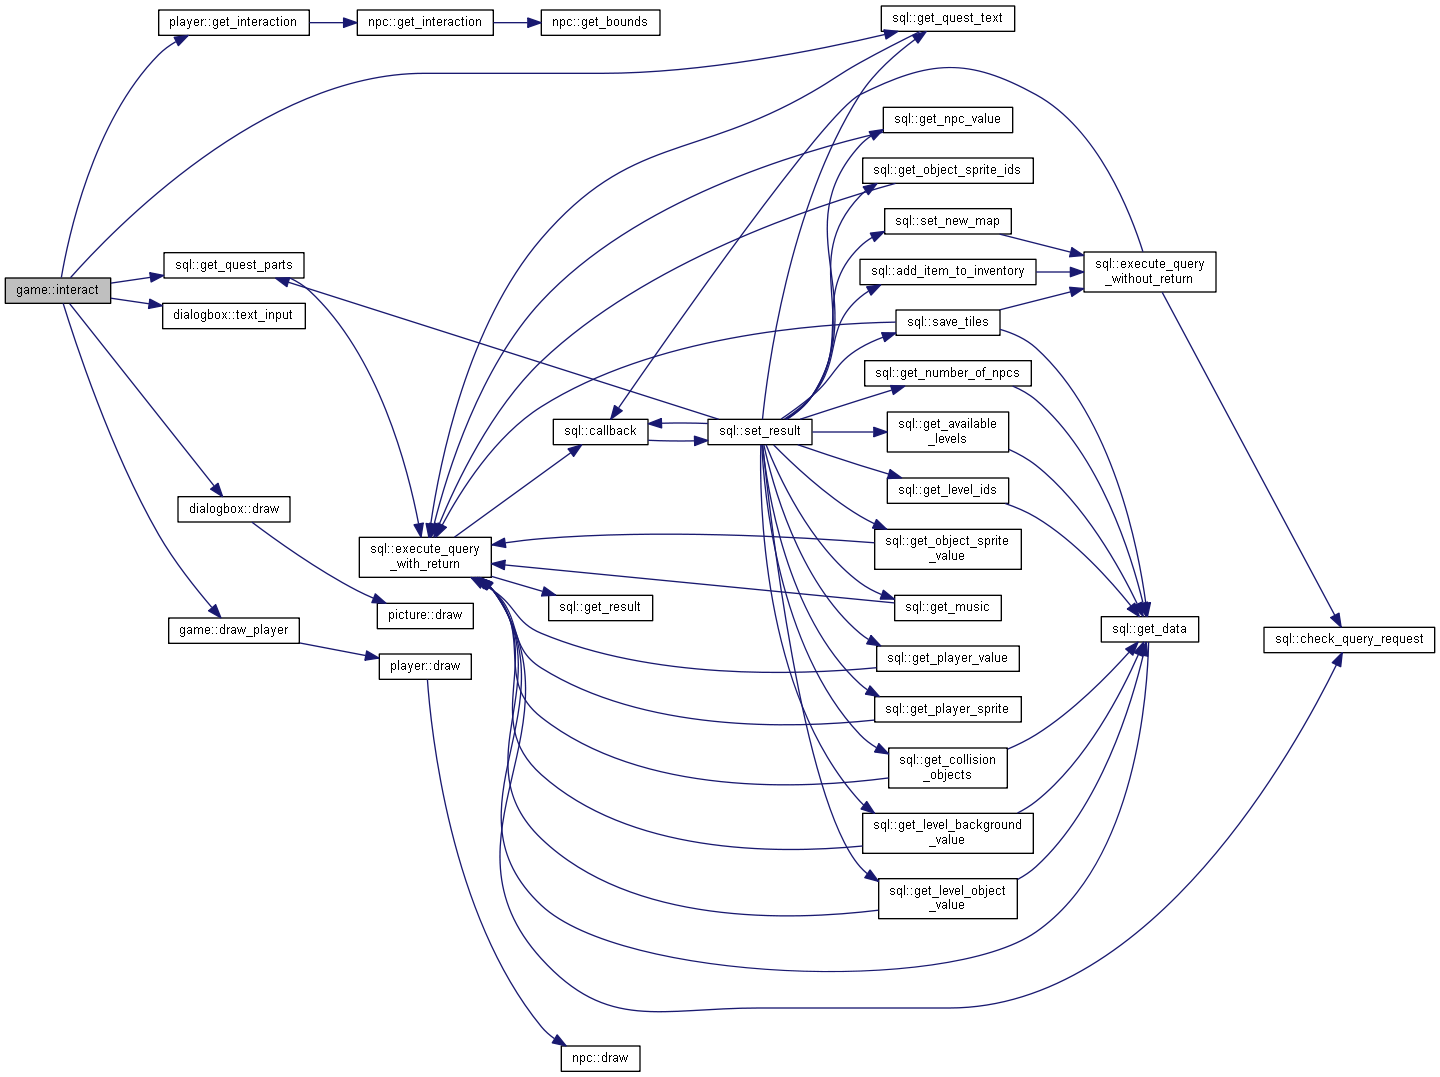 player::get_interaction
npc::get_interaction
npc::get_bounds
sql::get_quest_text
sql::get_npc_value
sql::get_object_sprite_ids
sql::set_new_map
sql::get_quest_parts
sql::add_item_to_inventory
sql::execute_query
_without_return
game::interact
dialogbox::text_input
sql::save_tiles
sql::get_number_of_npcs
sql::callback
sql::set_result
sql::get_available
_levels
sql::get_level_ids
dialogbox::draw
sql::execute_query
_with_return
sql::get_object_sprite
_value
picture::draw
sql::get_result
sql::get_music
game::draw_player
sql::get_data
sql::check_query_request
player::draw
sql::get_player_value
sql::get_player_sprite
sql::get_collision
_objects
sql::get_level_background
_value
sql::get_level_object
_value
npc::draw